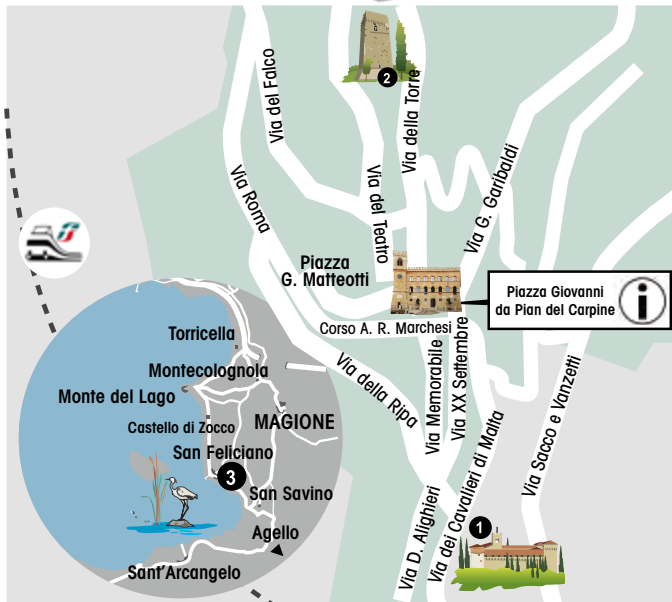 2
Via del Falco
Via della Torre
Via Roma
Via del Teatro
Via G. Garibaldi
Piazza
G. Matteotti
Piazza Giovanni
da Pian del Carpine
i
Corso A. R. Marchesi
Torricella
Montecolognola
Monte del Lago
MAGIONE
Castello di Zocco
San Feliciano
3
San Savino
Agello
Sant'Arcangelo
Via della Ripa
Via Memorabile
Via XX Settembre
Via Sacco e Vanzetti
Via D. Alighieri
Via dei Cavalieri di Malta
1